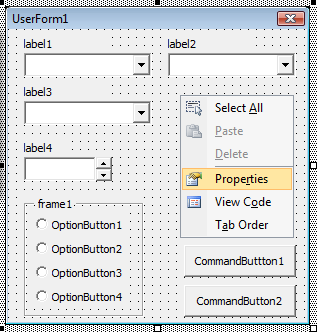 UserForm1
label1
label2
label3
label4
Select All
Paste
Delete
Properties
View Code
Tab Order
frame1
OptionButton1
OptionButton2
OptionButton3
OptionButton4
CommandButtton1
CommandButton2